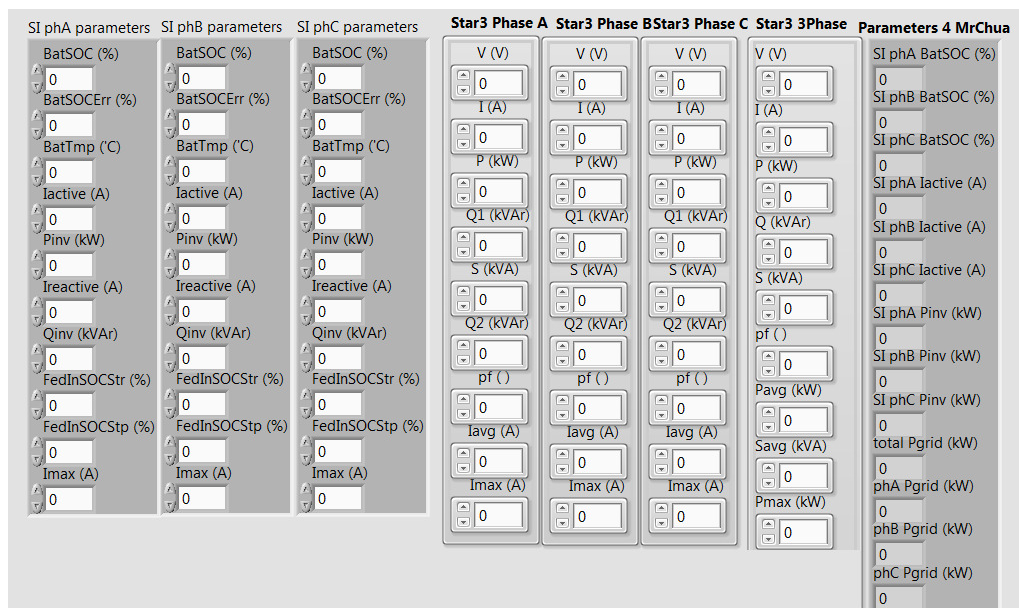 SI phA parameters
BatSOC (%)
0
BatSOCErr (%)
0
BatTmp ('C)
0
Iactive (A)
0
Pinv (kW)
0
Ireactive (A)
0
Qinv (kVAr)
0
FedInSOCStr (%)
0
FedInSOCStp (%)
0
Imax (A)
0
SI phB parameters
BatSOC (%)
0
BatSOCErr (%)
0
BatTmp ('C)
0
Iactive (A)
0
Pinv (kW)
0
Ireactive (A)
0
Qinv (kVAr)
0
FedInSOCStr (%)
0
FedInSOCStp (%)
0
Imax (A)
0
SI phC parameters
BatSOC (%)
0
BatSOCErr (%)
0
BatTmp ('C)
0
Iactive (A)
0
Pinv (kW)
0
Ireactive (A)
0
Qinv (kVAr)
0
FedInSOCStr (%)
0
FedInSOCStp (%)
0
Imax (A)
0
Star3 Phase A
V (V)
0
I (A)
0
P (kW)
0
Q1 (kVAr)
0
S (kVA)
0
Q2 (kVAr)
0
pf ( )
0
Iavg (A)
0
Imax (A)
0
Star3 Phase B
V (V)
0
I (A)
0
P (kW)
0
Q1 (kVAr)
0
S (kVA)
0
Q2 (kVAr)
0
pf ( )
0
Iavg (A)
0
Imax (A)
0
Star3 Phase C
V (V)
0
I (A)
0
P (kW)
0
Q1 (kVAr)
0
S (kVA)
0
Q2 (kVAr)
0
pf ( )
0
Iavg (A)
0
Imax (A)
0
Star3 3Phase
V (V)
0
I (A)
0
P (kW)
0
Q (kVAr)
0
S (kVA)
0
pf ( )
0
Pavg (kW)
0
Savg (kVA)
0
Pmax (kW)
0
Parameters 4 MrChua
SI phA BatSOC (%)
0
SI phB BatSOC (%)
0
SI phC BatSOC (%)
0
SI phA Iactive (A)
0
SI phB Iactive (A)
0
SI phC Iactive (A)
0
SI phA Pinv (kW)
0
SI phB Pinv (kW)
0
SI phC Pinv (kW)
0
total Pgrid (kW)
0
phA Pgrid (kW)
0
phB Pgrid (kW)
0
phC Pgrid (kW)
0